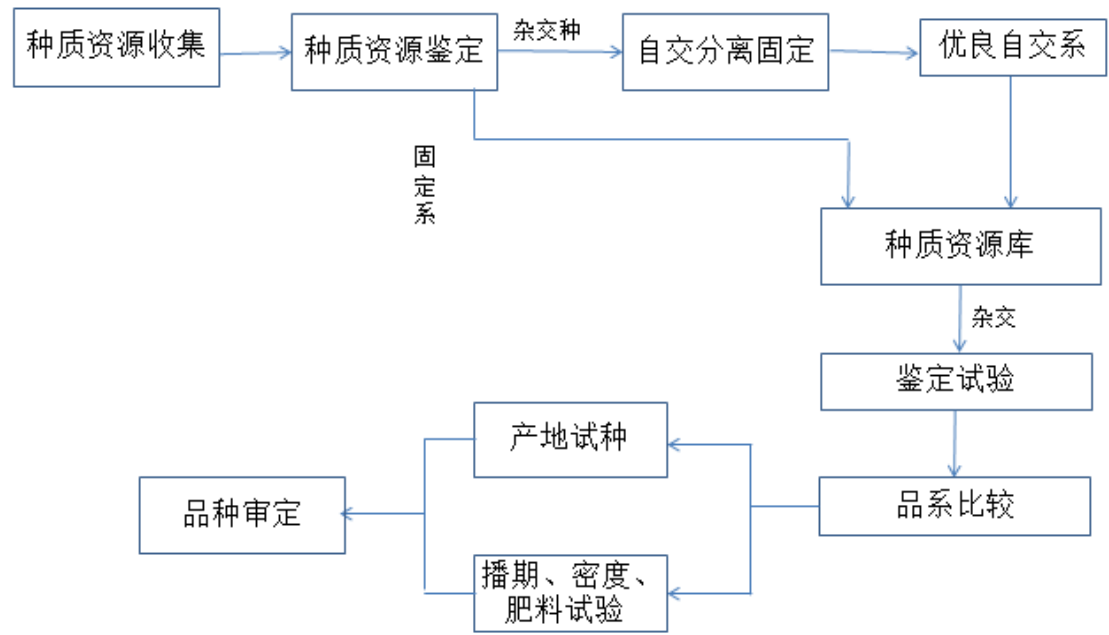 种质资源收集
种质资源鉴定
杂交种
自交分离固定
优良自交系
固
定
系
种质资源库
杂交
鉴定试验
品系比较
产地试种
播期、密度、
肥料试验
品种审定